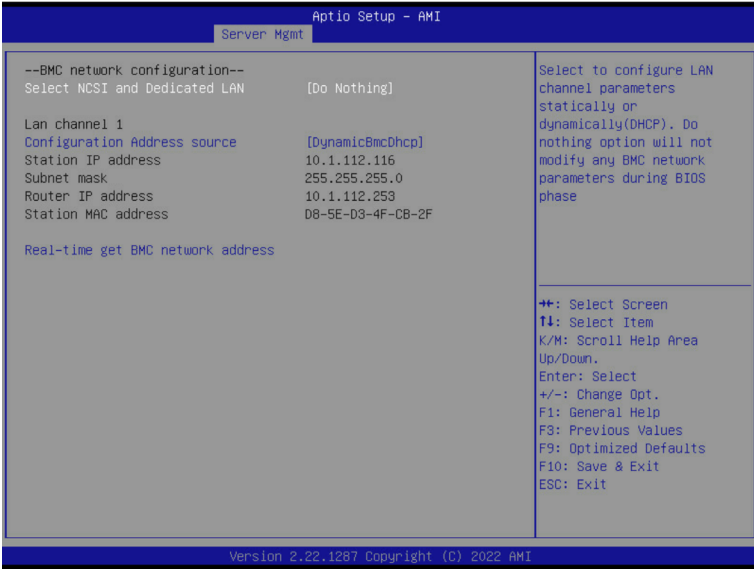 Aptio Setup – AMI
Server Mgmt
--BMC network configuration--
Select NCSI and Dedicated LAN [Do Nothing]
Lan channel 1
Configuration Address source [DynamicBmcDhcp]
Station IP address 10.1.112.116
Subnet mask 255.255.255.0
Router IP address 10.1.112.253
Station MAC address D8-5E-D3-4F-CB-2F
Real-time get BMC network address
Select to configure LAN
channel parameters
statically or
dynamically(DHCP). Do
nothing option will not
modify any BMC network
parameters during BIOS
phase
→←: Select Screen
↑↓: Select Item
K/M: Scroll Help Area
Up/Down.
Enter: Select
+/-: Change Opt.
F1: General Help
F3: Previous Values
F9: Optimized Defaults
F10: Save & Exit
ESC: Exit
Version 2.22.1287 Copyright (C) 2022 AMI